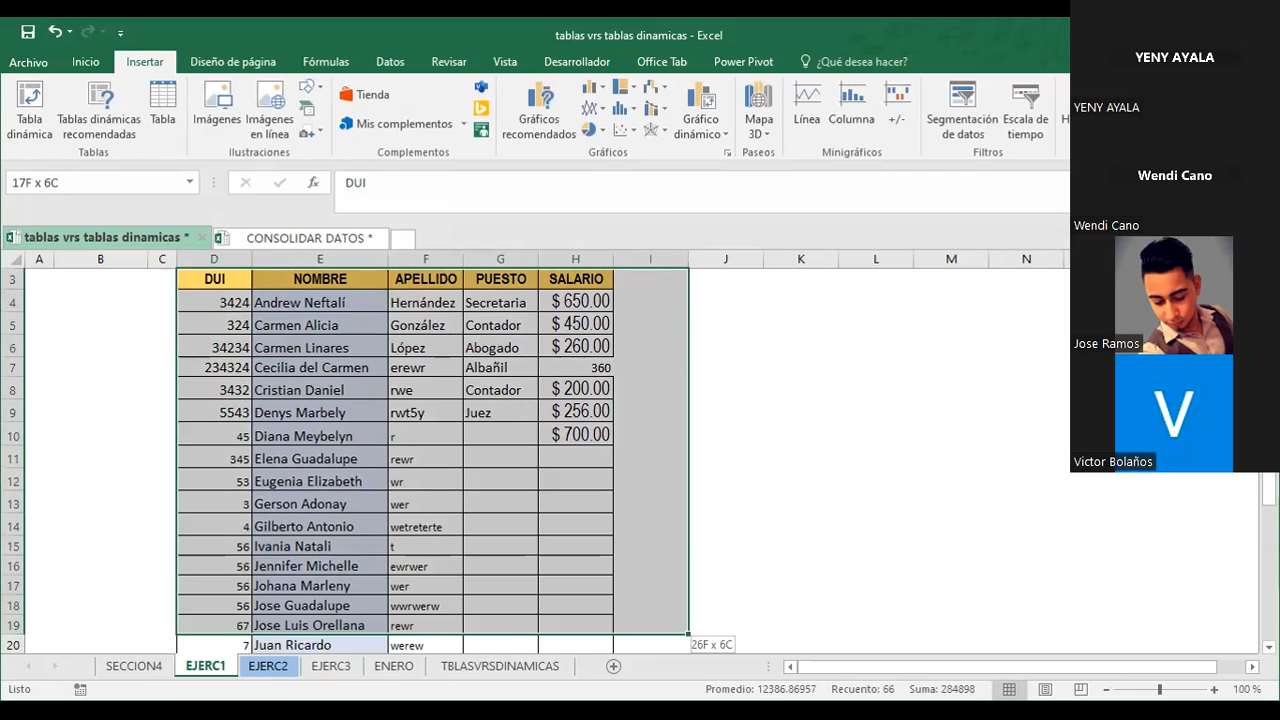 tablas vrs tablas dinamicas - Excel
Archivo Inicio Insertar Diseño de página Fórmulas Datos Revisar Vista Desarrollador Office Tab Power Pivot ¿Qué desea hacer?
Tabla dinámica
Tablas dinámicas recomendadas
Tabla
Tablas
Imágenes
Imágenes en línea
Ilustraciones
Tienda
Mis complementos
Complementos
Gráficos recomendados
Gráfico dinámico
Gráficos
Mapa 3D
Paseos
Línea
Columna
+/-
Minigráficos
Segmentación de datos
Escala de tiempo
Filtros
17F x 6C
fx
DUI
tablas vrs tablas dinamicas *
CONSOLIDAR DATOS *
A B C D E F G H I J K L M N
3 DUI NOMBRE APELLIDO PUESTO SALARIO
4 3424 Andrew Neftalí Hernández Secretaria $ 650.00
5 324 Carmen Alicia González Contador $ 450.00
6 34234 Carmen Linares López Abogado $ 260.00
7 234324 Cecilia del Carmen erewr Albañil 360
8 3432 Cristian Daniel rwe Contador $ 200.00
9 5543 Denys Marbely rwt5y Juez $ 256.00
10 45 Diana Meybelyn r $ 700.00
11 345 Elena Guadalupe rewr
12 53 Eugenia Elizabeth wr
13 3 Gerson Adonay wer
14 4 Gilberto Antonio wetreterte
15 56 Ivania Natali t
16 56 Jennifer Michelle ewrwer
17 56 Johana Marleny wer
18 56 Jose Guadalupe wwrwerw
19 67 Jose Luis Orellana rewr
20 7 Juan Ricardo werew
26F x 6C
SECCION4 EJERC1 EJERC2 EJERC3 ENERO TBLASVRSDINAMICAS
Listo
Promedio: 12386.86957 Recuento: 66 Suma: 284898
100 %
YENY AYALA
YENY AYALA
Wendi Cano
Wendi Cano
Jose Ramos
V
Victor Bolaños